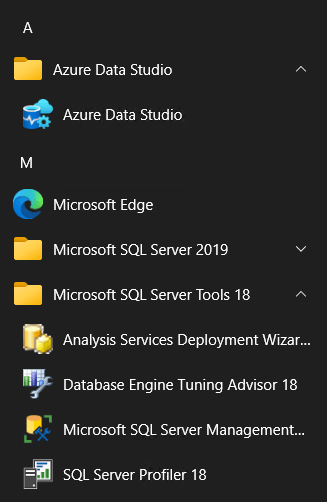 A
Azure Data Studio
Azure Data Studio
M
Microsoft Edge
Microsoft SQL Server 2019
Microsoft SQL Server Tools 18
Analysis Services Deployment Wizar...
Database Engine Tuning Advisor 18
Microsoft SQL Server Management...
SQL Server Profiler 18